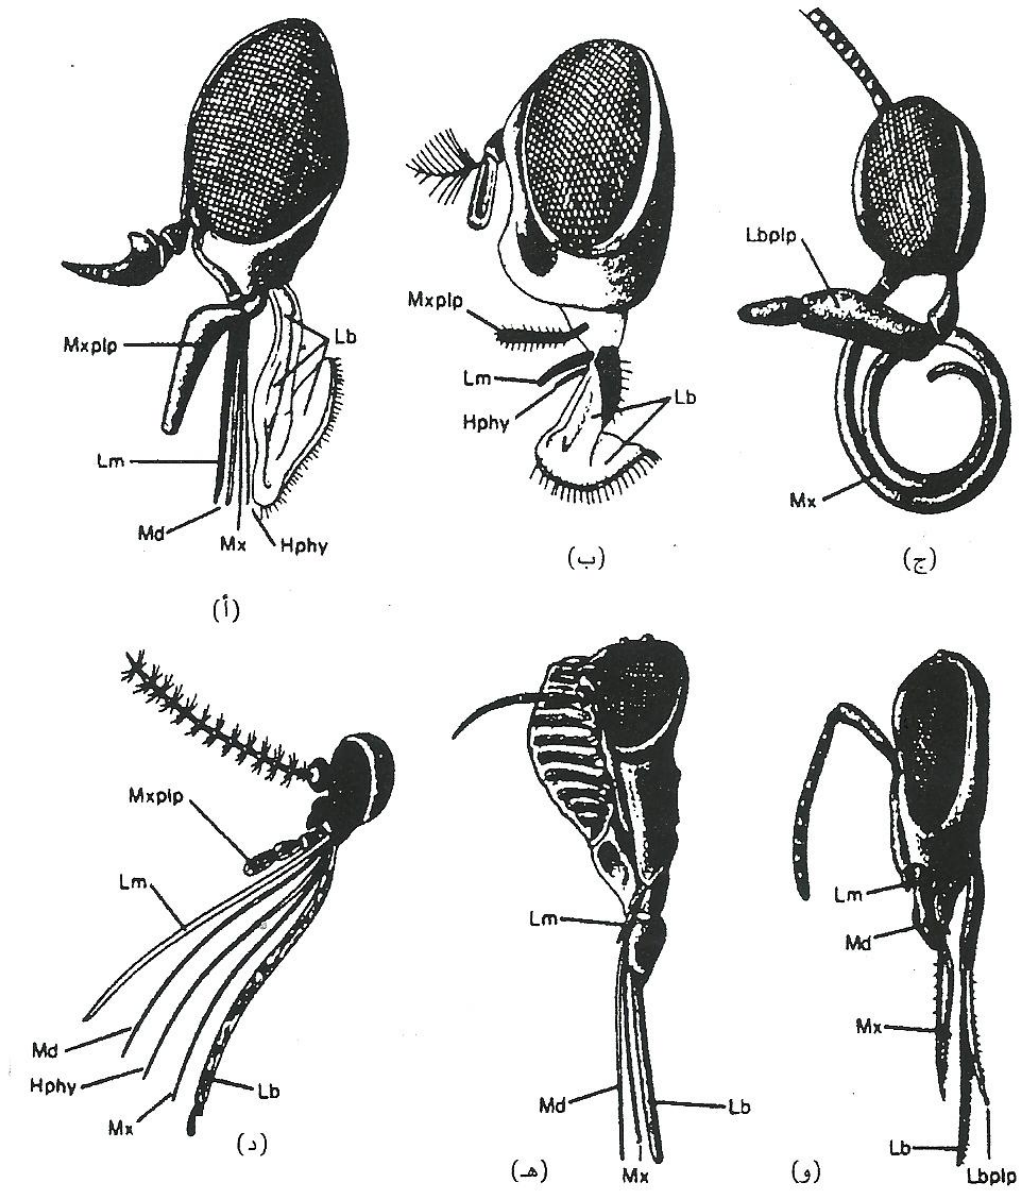 Mxplp
Lb
Lm
Md
Mx
Hphy
(أ)
Mxplp
Lm
Hphy
Lb
(ب)
Lbplp
Mx
(ج)
Mxplp
Lm
Md
Hphy
Mx
Lb
(د)
Lm
Md
Mx
Lb
(هـ)
Lm
Md
Mx
Lb
Lbplp
(و)